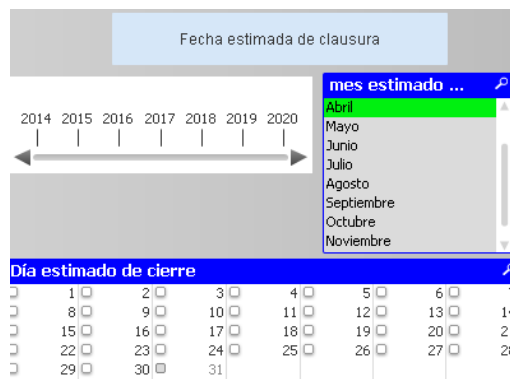 Fecha estimada de clausura
2014 2015 2016 2017 2018 2019 2020
mes estimado ...
Abril
Mayo
Junio
Julio
Agosto
Septiembre
Octubre
Noviembre
Día estimado de cierre
1 2 3 4 5 6
8 9 10 11 12 13
15 16 17 18 19 20
22 23 24 25 26 27
29 30 31